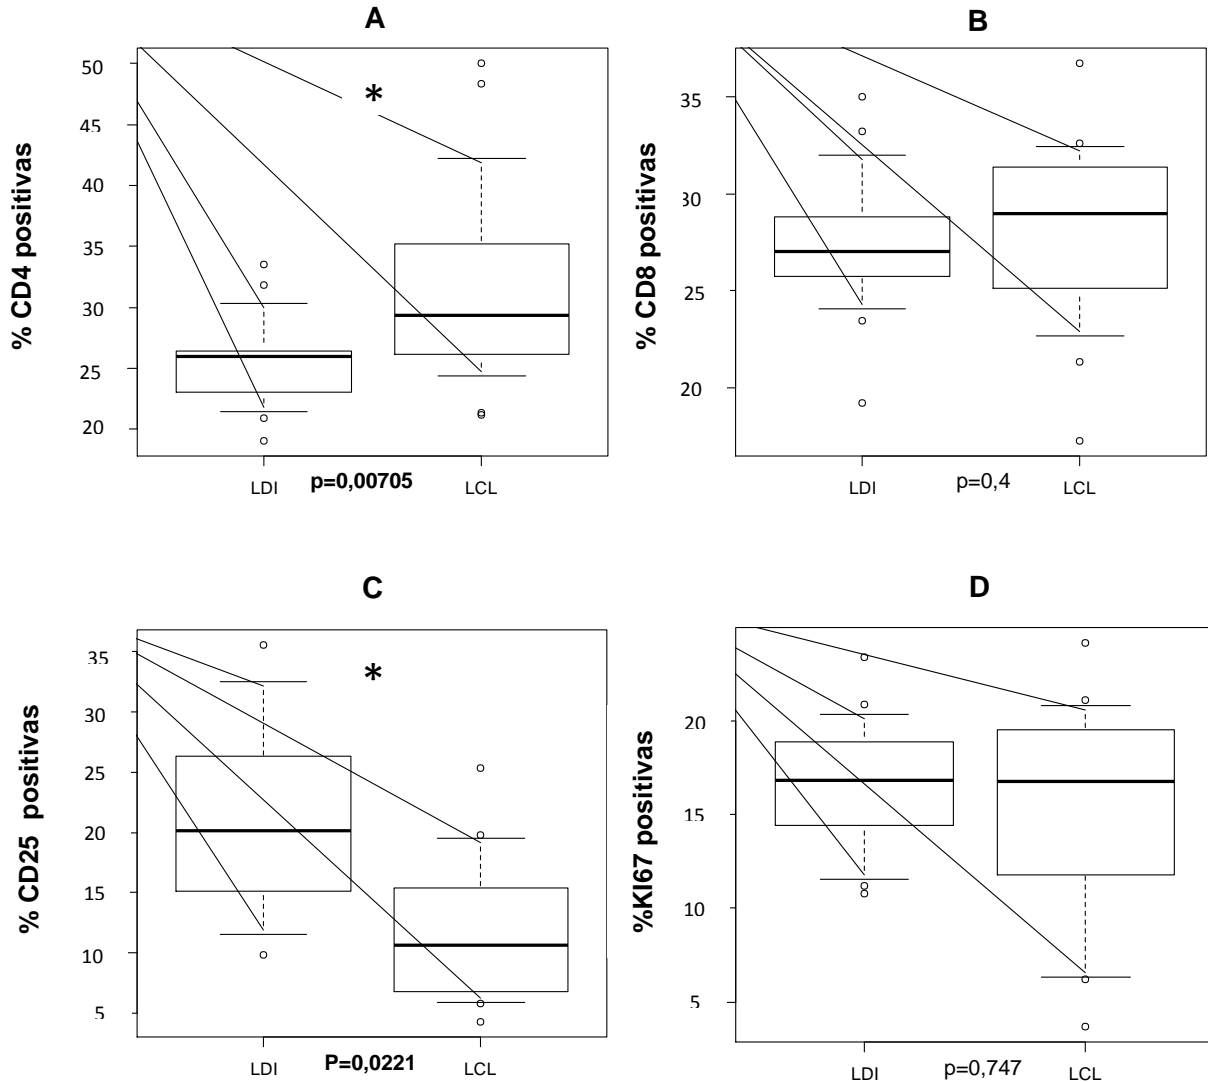 A
50
45
40
35
30
25
20
% CD4 positivas
*
LDI p=0,00705 LCL
B
35
30
25
20
% CD8 positivas
LDI p=0,4 LCL
C
35
30
25
20
15
10
5
% CD25 positivas
*
LDI P=0,0221 LCL
D
20
15
10
5
%KI67 positivas
LDI p=0,747 LCL